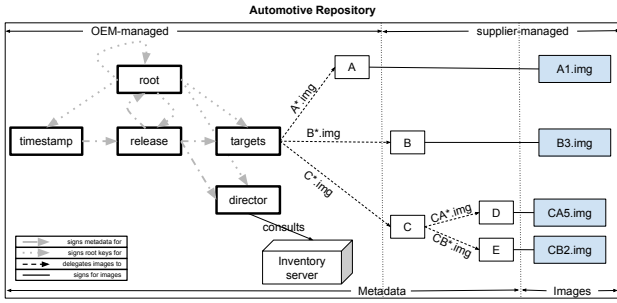 Automotive Repository
OEM-managed
supplier-managed
root
A
A1.img
A*.img
timestamp
release
targets
B*.img
B
B3.img
C*.img
director
consults
C
CA*.img
D
CA5.img
CB*.img
E
CB2.img
Inventory
server
signs metadata for
signs root keys for
delegates images to
signs for images
Metadata
Images